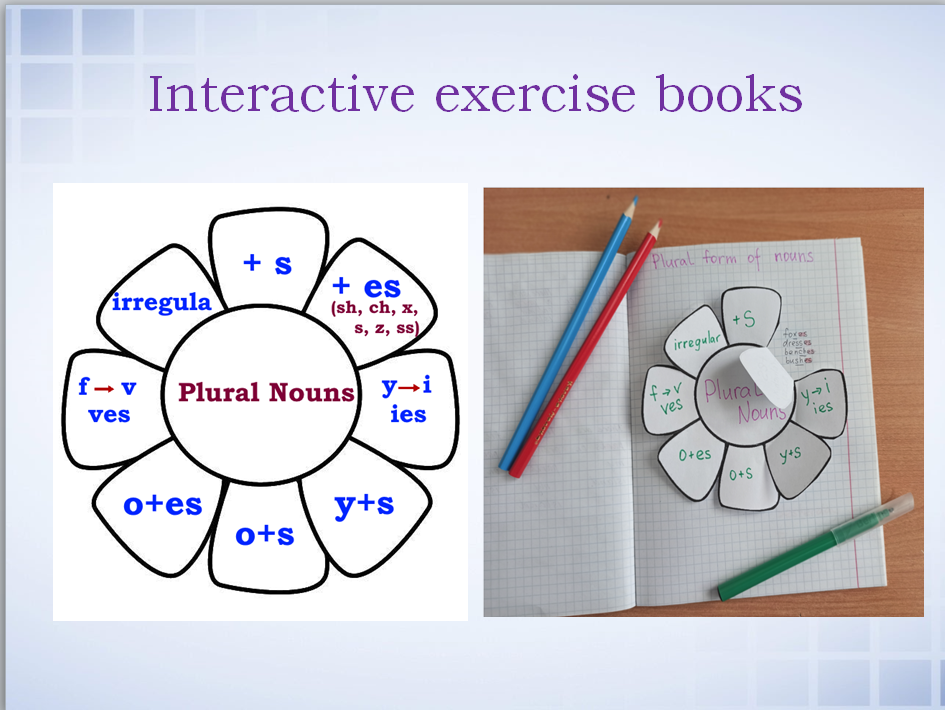 Interactive exercise books
+ s
+ es
(sh, ch, x,
s, z, ss)
irregula
f→ v
ves
Plural Nouns
y→i
ies
o+es
o+s
y+s
Plural form of nouns
+S
irregular
foxes
dresses
benches
bushes
f→v
ves
Plural
Nouns
y→i
ies
o+es
o+s
y+s